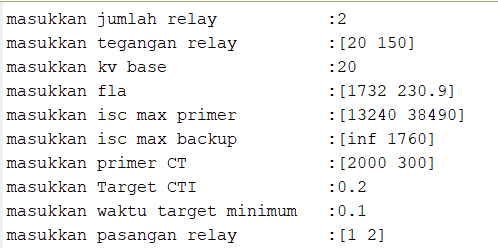 masukkan jumlah relay :2
masukkan tegangan relay :[20 150]
masukkan kv base :20
masukkan fla :[1732 230.9]
masukkan isc max primer :[13240 38490]
masukkan isc max backup :[inf 1760]
masukkan primer CT :[2000 300]
masukkan Target CTI :0.2
masukkan waktu target minimum :0.1
masukkan pasangan relay :[1 2]